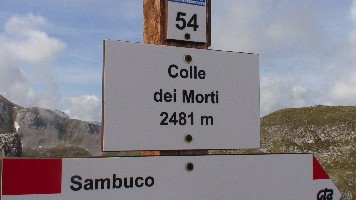 54
Colle
dei Morti
2481 m
Sambuco